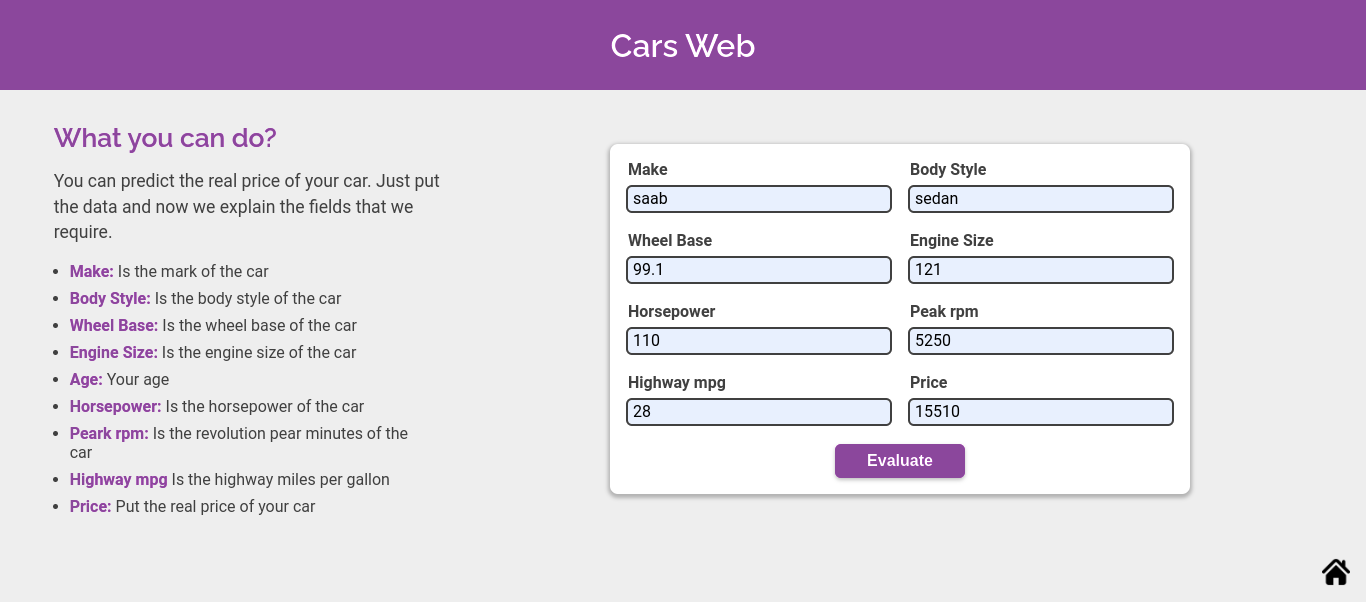 Cars Web
What you can do?
You can predict the real price of your car. Just put
the data and now we explain the fields that we
require.
Make: Is the mark of the car
Body Style: Is the body style of the car
Wheel Base: Is the wheel base of the car
Engine Size: Is the engine size of the car
Age: Your age
Horsepower: Is the horsepower of the car
Peark rpm: Is the revolution pear minutes of the
car
Highway mpg Is the highway miles per gallon
Price: Put the real price of your car
Make
saab
Body Style
sedan
Wheel Base
99.1
Engine Size
121
Horsepower
110
Peak rpm
5250
Highway mpg
28
Price
15510
Evaluate